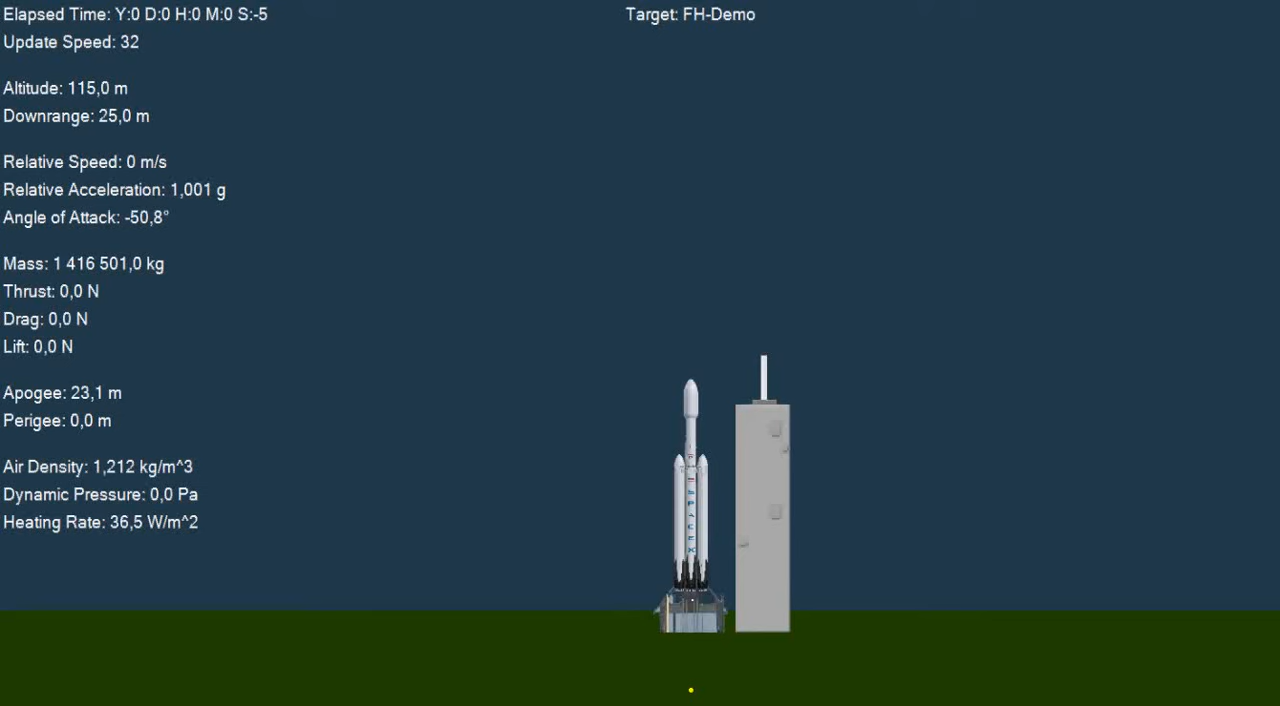 Elapsed Time: Y:0 D:0 H:0 M:0 S:-5
Target: FH-Demo
Update Speed: 32
Altitude: 115,0 m
Downrange: 25,0 m
Relative Speed: 0 m/s
Relative Acceleration: 1,001 g
Angle of Attack: -50,8°
Mass: 1 416 501,0 kg
Thrust: 0,0 N
Drag: 0,0 N
Lift: 0,0 N
Apogee: 23,1 m
Perigee: 0,0 m
Air Density: 1,212 kg/m^3
Dynamic Pressure: 0,0 Pa
Heating Rate: 36,5 W/m^2
SPACEX